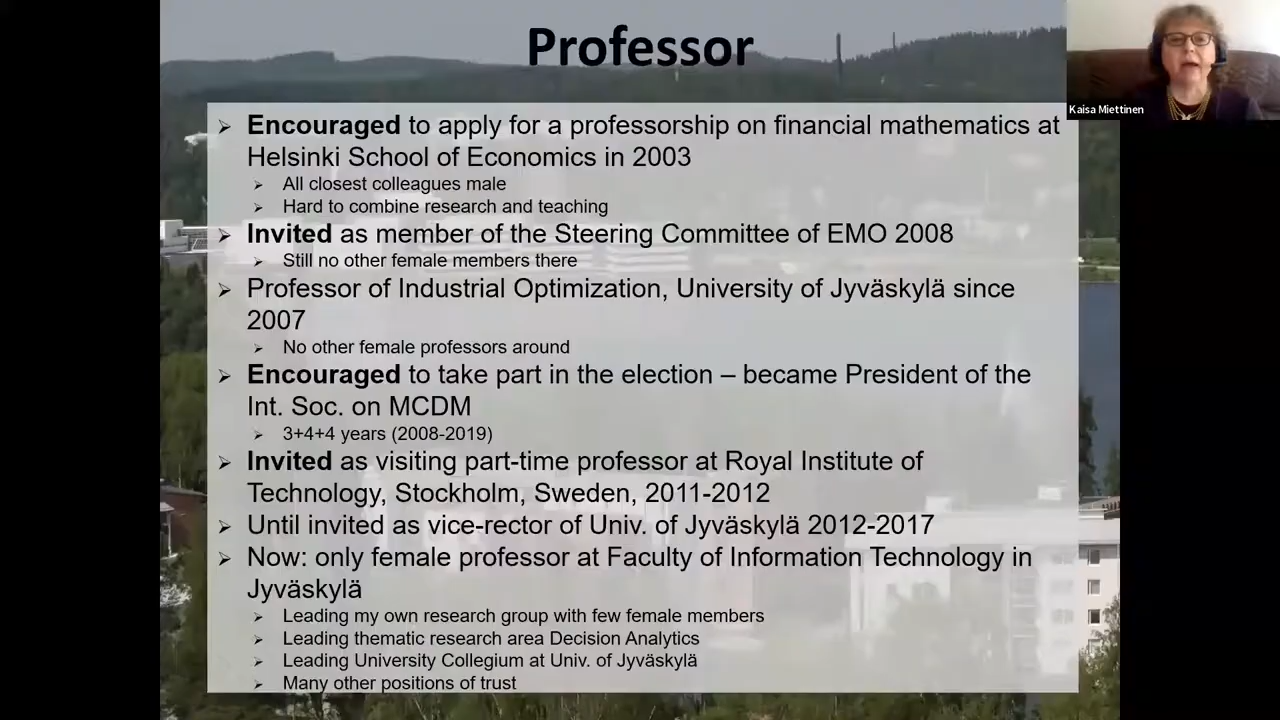 Professor
Kaisa Miettinen
Encouraged to apply for a professorship on financial mathematics at
Helsinki School of Economics in 2003
All closest colleagues male
Hard to combine research and teaching
Invited as member of the Steering Committee of EMO 2008
Still no other female members there
Professor of Industrial Optimization, University of Jyväskylä since
2007
No other female professors around
Encouraged to take part in the election – became President of the
Int. Soc. on MCDM
3+4+4 years (2008-2019)
Invited as visiting part-time professor at Royal Institute of
Technology, Stockholm, Sweden, 2011-2012
Until invited as vice-rector of Univ. of Jyväskylä 2012-2017
Now: only female professor at Faculty of Information Technology in
Jyväskylä
Leading my own research group with few female members
Leading thematic research area Decision Analytics
Leading University Collegium at Univ. of Jyväskylä
Many other positions of trust